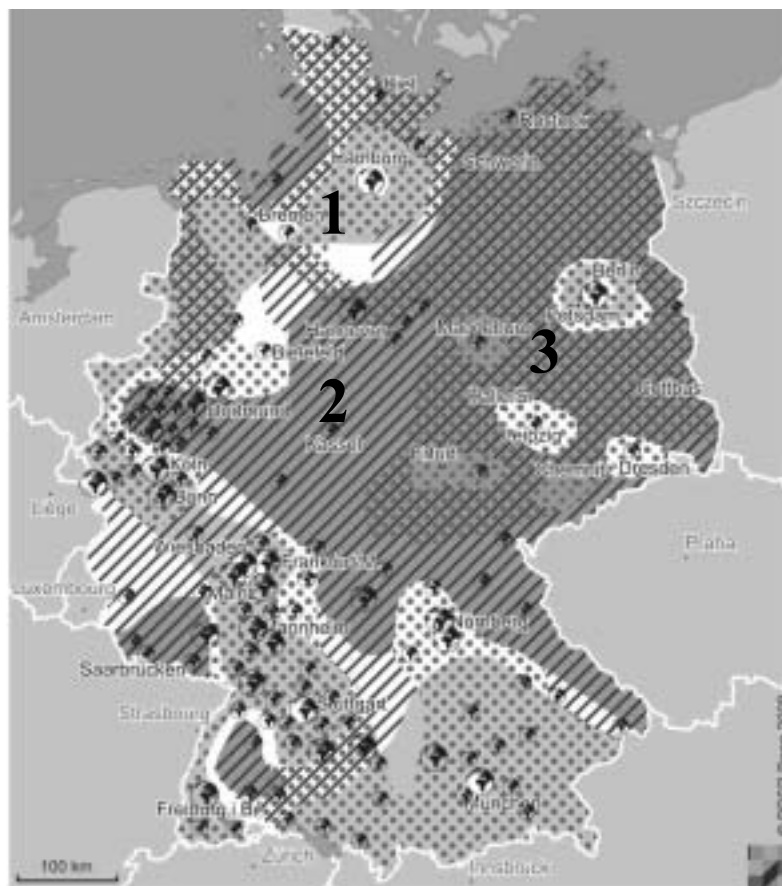 Kiel
Rostock
Hamburg
Schwerin
1
Bremen
Szczecin
Berlin
Potsdam
Amsterdam
Hannover
Magdeburg
3
Bielefeld
2
Cottbus
Dortmund
Kassel
Leipzig
Erfurt
Chemnitz
Dresden
Köln
Bonn
Liège
Wiesbaden
Frankfurt
Praha
Luxembourg
Mainz
Nürnberg
Mannheim
Saarbrücken
Strasbourg
Stuttgart
München
Freiburg i Br
Zürich
100 km
Innsbruck